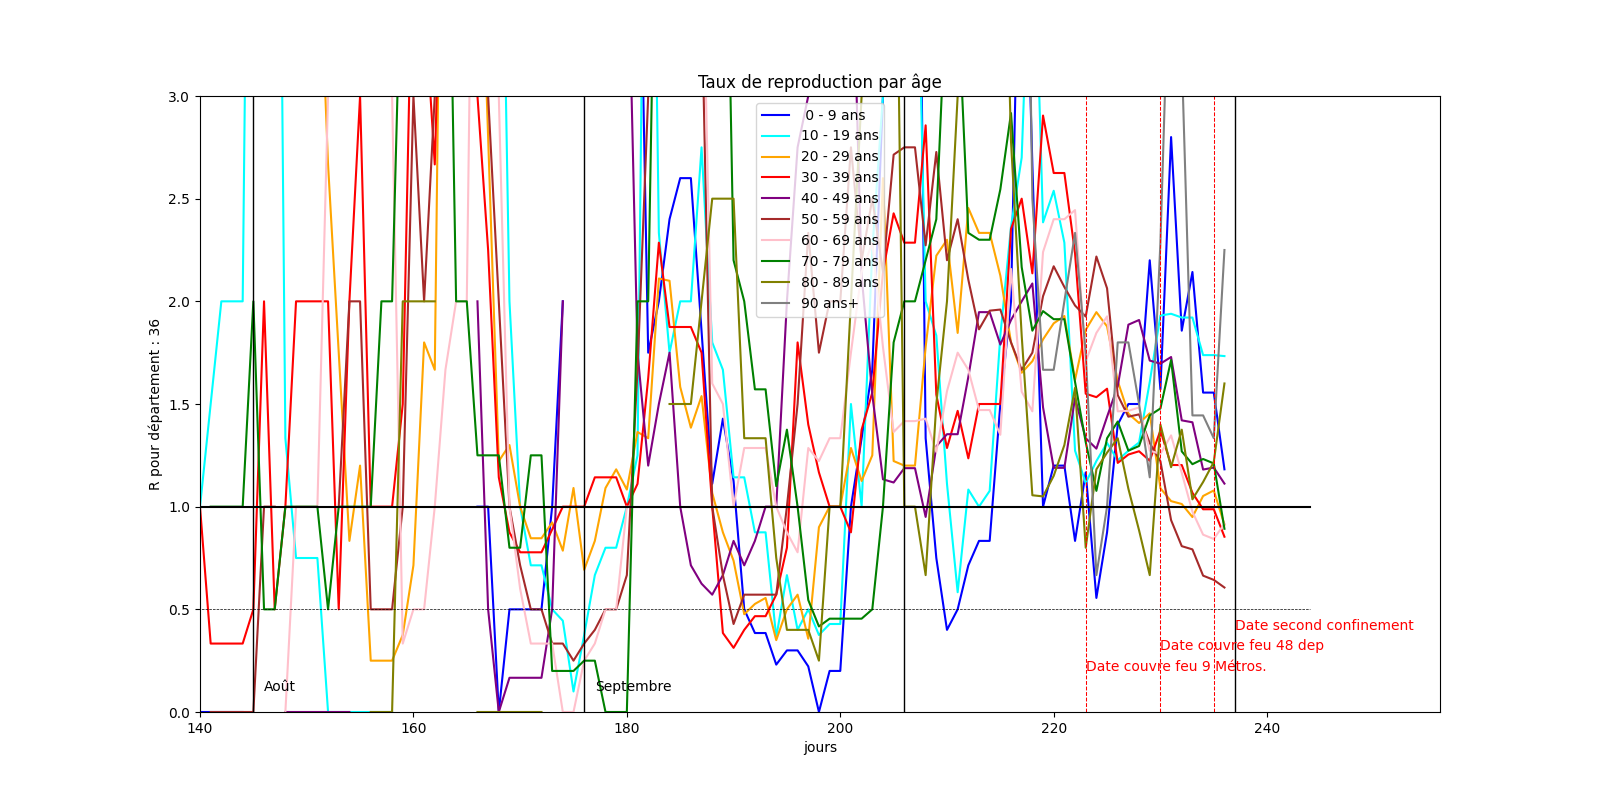 Taux de reproduction par âge
3.0
2.5
2.0
1.5
1.0
0.5
0.0
R pour département : 36
0 - 9 ans
10 - 19 ans
20 - 29 ans
30 - 39 ans
40 - 49 ans
50 - 59 ans
60 - 69 ans
70 - 79 ans
80 - 89 ans
90 ans+
Date second confinement
Date couvre feu 48 dep
Date couvre feu 9 Métros.
Août
Septembre
140
160
180
200
220
240
jours